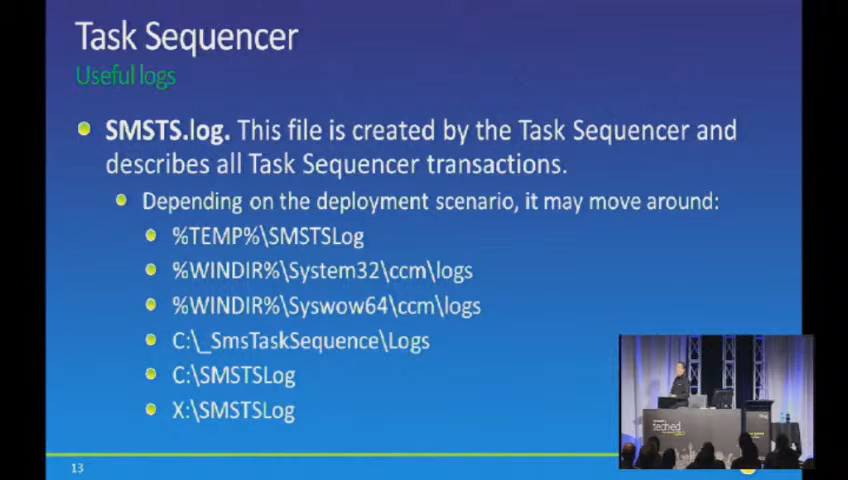 Task Sequencer
Useful logs
SMSTS.log. This file is created by the Task Sequencer and
describes all Task Sequencer transactions.
Depending on the deployment scenario, it may move around:
%TEMP%\SMSTSLog
%WINDIR%\System32\ccm\logs
%WINDIR%\Syswow64\ccm\logs
C:\_SmsTaskSequence\Logs
C:\SMSTSLog
X:\SMSTSLog
13
teched